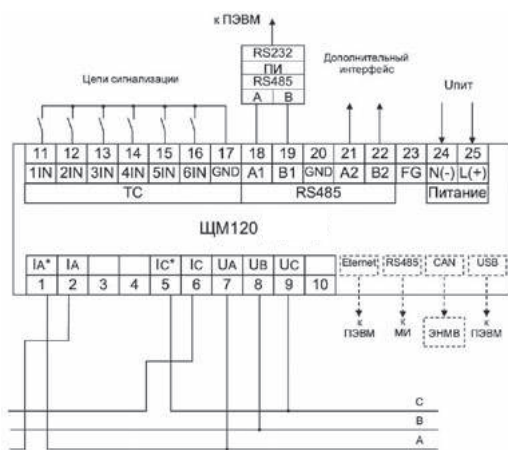 к ПЭВМ
RS232
ПИ
RS485
A B
Цепи сигнализации
Дополнительный
интерфейс
Uпит
11 12 13 14 15 16 17 18 19 20 21 22 23 24 25
1IN 2IN 3IN 4IN 5IN 6IN GND A1 B1 GND A2 B2 FG N(-) L(+)
ТС RS485 Питание
ЩМ120
IA* IA IC* IC UA UB UC
1 2 3 4 5 6 7 8 9 10
Eternet RS485 CAN USB
к ПЭВМ
к МИ
ЭНМВ
к ПЭВМ
C
B
A